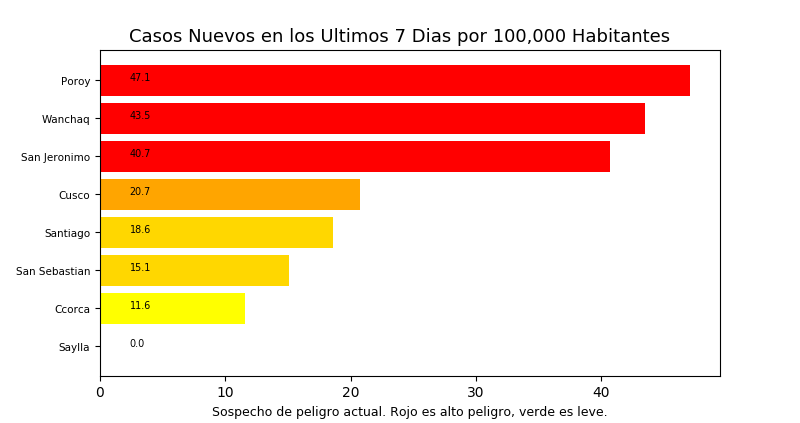 Casos Nuevos en los Ultimos 7 Dias por 100,000 Habitantes
Poroy 47.1
Wanchaq 43.5
San Jeronimo 40.7
Cusco 20.7
Santiago 18.6
San Sebastian 15.1
Ccorca 11.6
Saylla 0.0
0 10 20 30 40
Sospecho de peligro actual. Rojo es alto peligro, verde es leve.